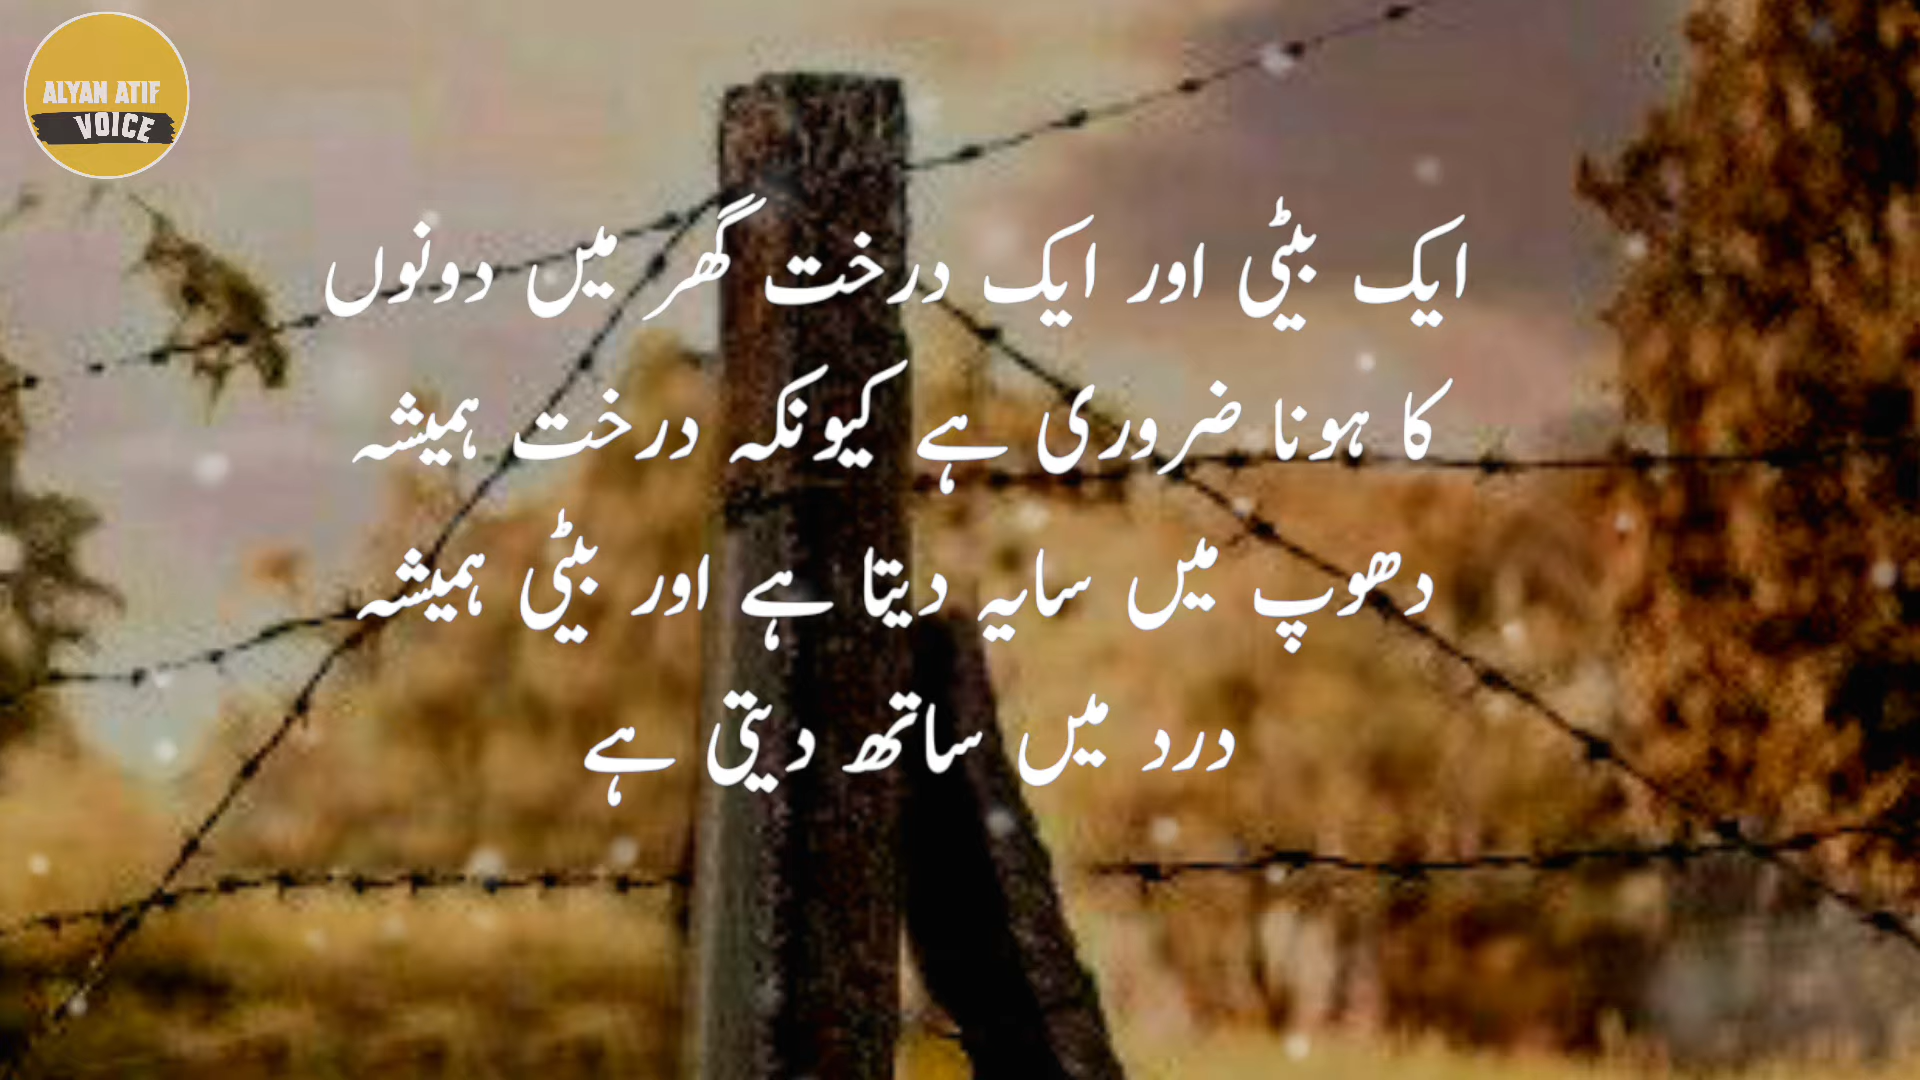 ALYAN ATIF
VOICE
ایک بیٹی اور ایک درخت گھر میں دونوں
کا ہونا ضروری ہے کیونکہ درخت ہمیشہ
دھوپ میں سایہ دیتا ہے اور بیٹی ہمیشہ
درد میں ساتھ دیتی ہے